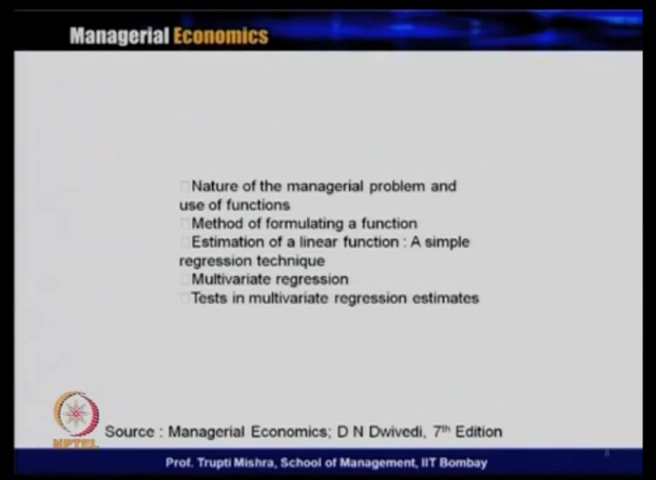 Managerial Economics
Nature of the managerial problem and
use of functions
Method of formulating a function
Estimation of a linear function : A simple
regression technique
Multivariate regression
Tests in multivariate regression estimates
NPTEL
Source : Managerial Economics; D N Dwivedi, 7th Edition
Prof. Trupti Mishra, School of Management, IIT Bombay